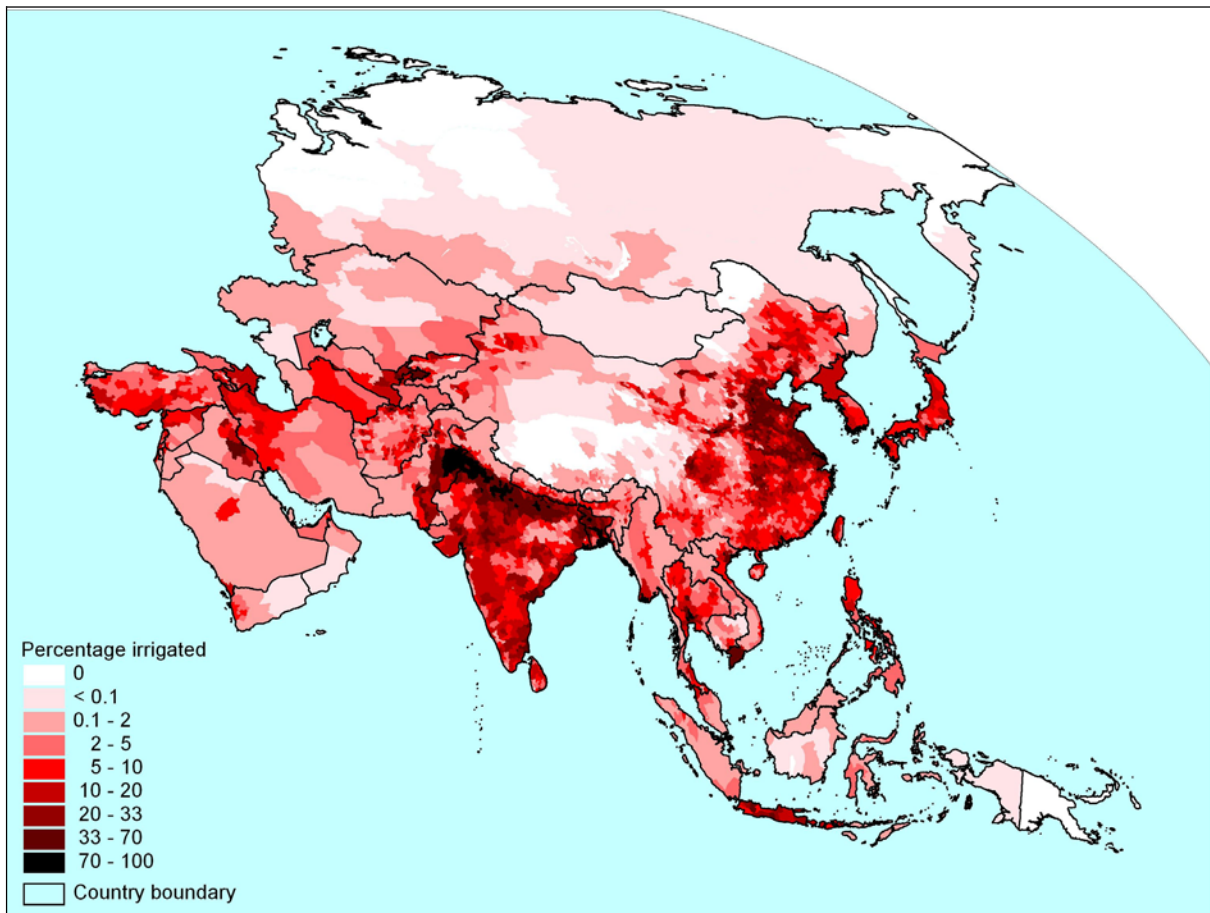 Percentage irrigated
0
< 0.1
0.1 - 2
2 - 5
5 - 10
10 - 20
20 - 33
33 - 70
70 - 100
Country boundary